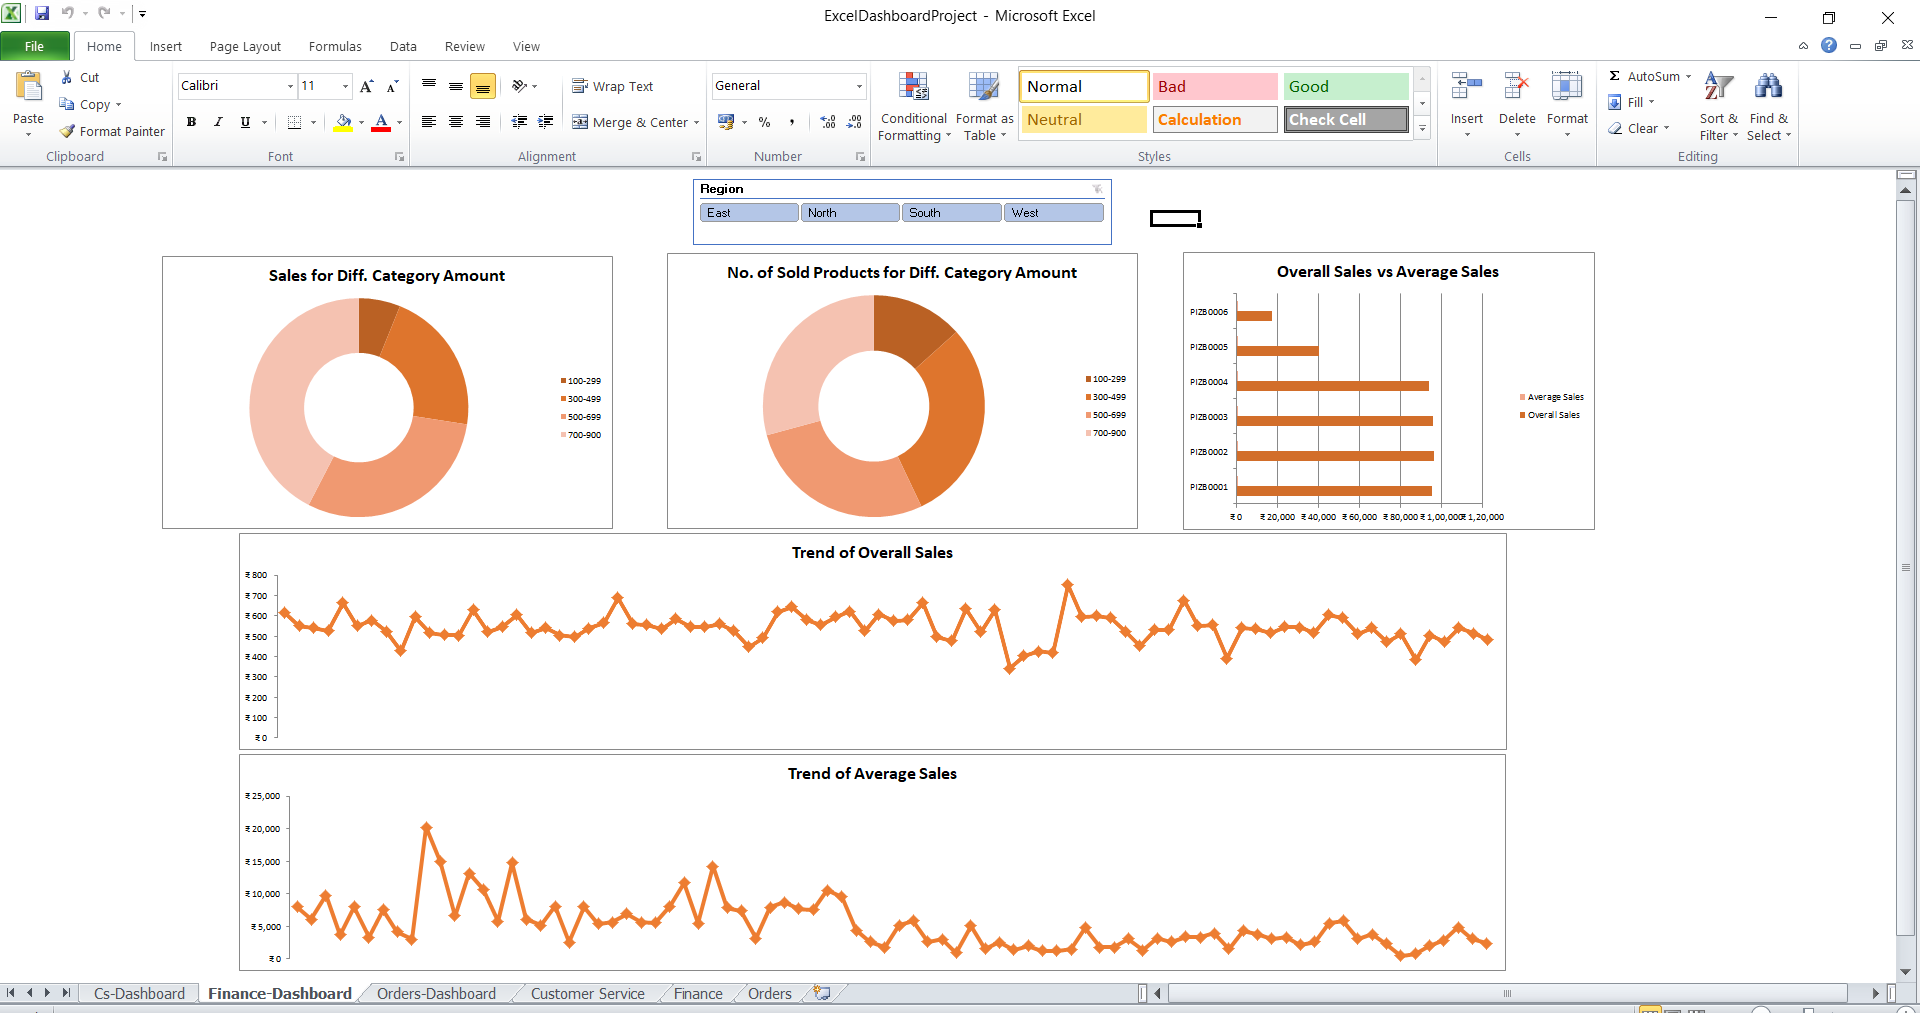 ExcelDashboardProject - Microsoft Excel
File Home Insert Page Layout Formulas Data Review View
Paste
Cut
Copy
Format Painter
Clipboard
Calibri 11
B I U
A
Font
Wrap Text
Merge & Center
Alignment
General
% ,
Number
Conditional Formatting
Format as Table
Normal Bad Good
Neutral Calculation Check Cell
Styles
Insert Delete Format
Cells
Σ AutoSum
Fill
Clear
Sort & Filter
Find & Select
Editing
Region
East North South West
Sales for Diff. Category Amount
100-299
300-499
500-699
700-900
No. of Sold Products for Diff. Category Amount
100-299
300-499
500-699
700-900
Overall Sales vs Average Sales
PIZB0006
PIZB0005
PIZB0004
PIZB0003
PIZB0002
PIZB0001
₹ 0 ₹ 20,000 ₹ 40,000 ₹ 60,000 ₹ 80,000 ₹ 1,00,000 ₹ 1,20,000
Average Sales
Overall Sales
Trend of Overall Sales
₹ 800
₹ 700
₹ 600
₹ 500
₹ 400
₹ 300
₹ 200
₹ 100
₹ 0
Trend of Average Sales
₹ 25,000
₹ 20,000
₹ 15,000
₹ 10,000
₹ 5,000
₹ 0
Cs-Dashboard Finance-Dashboard Orders-Dashboard Customer Service Finance Orders